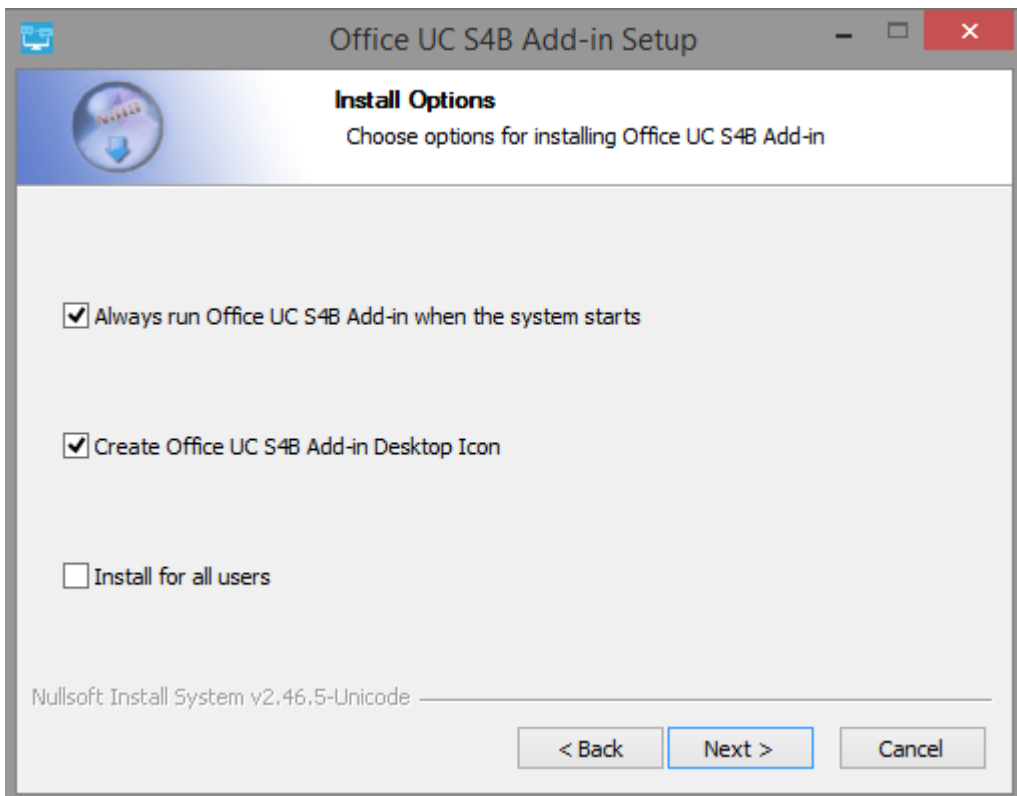 Office UC S4B Add-in Setup
Install Options
Choose options for installing Office UC S4B Add-in
Always run Office UC S4B Add-in when the system starts
Create Office UC S4B Add-in Desktop Icon
Install for all users
Nullsoft Install System v2.46.5-Unicode
< Back
Next >
Cancel